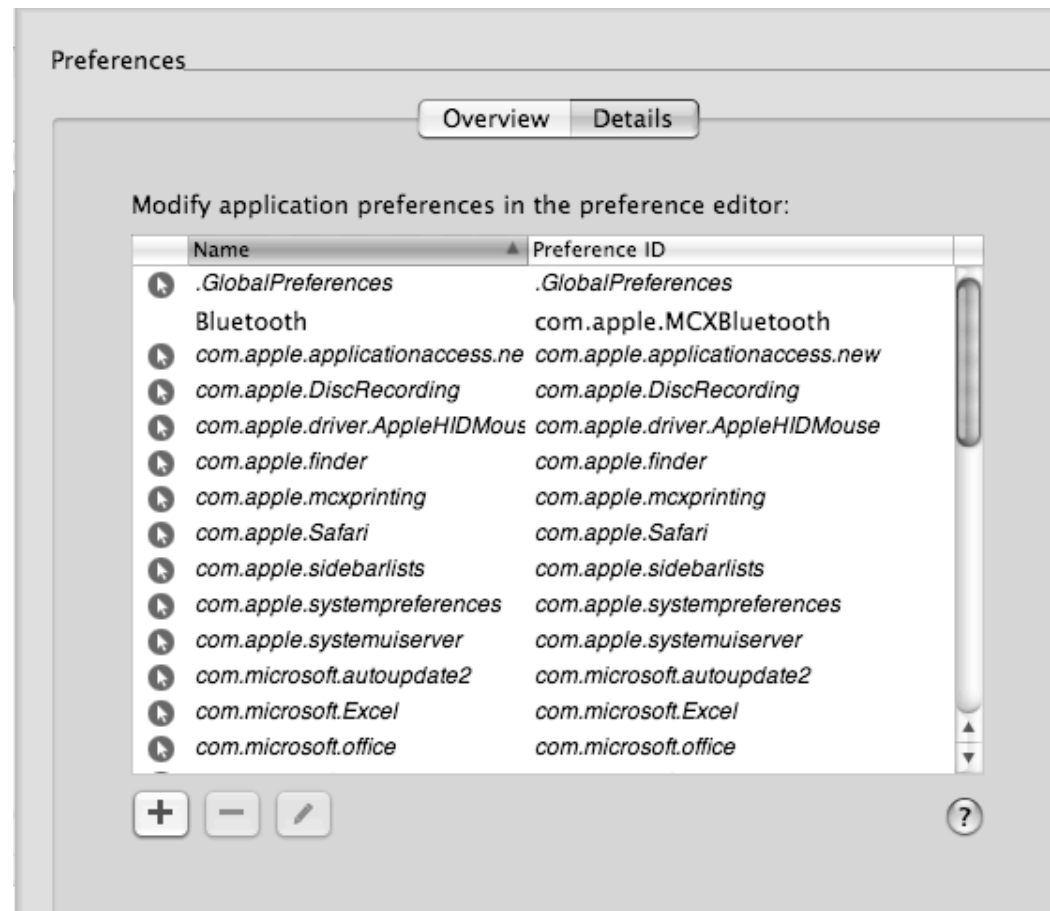 Preferences
Overview Details
Modify application preferences in the preference editor:
Name Preference ID
.GlobalPreferences .GlobalPreferences
Bluetooth com.apple.MCXBluetooth
com.apple.applicationaccess.ne com.apple.applicationaccess.new
com.apple.DiscRecording com.apple.DiscRecording
com.apple.driver.AppleHIDMous com.apple.driver.AppleHIDMouse
com.apple.finder com.apple.finder
com.apple.mcxprinting com.apple.mcxprinting
com.apple.Safari com.apple.Safari
com.apple.sidebarlists com.apple.sidebarlists
com.apple.systempreferences com.apple.systempreferences
com.apple.systemuiserver com.apple.systemuiserver
com.microsoft.autoupdate2 com.microsoft.autoupdate2
com.microsoft.Excel com.microsoft.Excel
com.microsoft.office com.microsoft.office
?